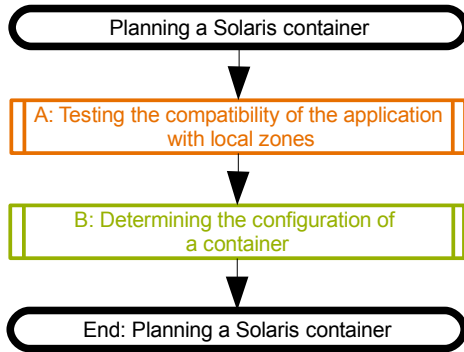 Planning a Solaris container
A: Testing the compatibility of the application
with local zones
B: Determining the configuration of
a container
End: Planning a Solaris container